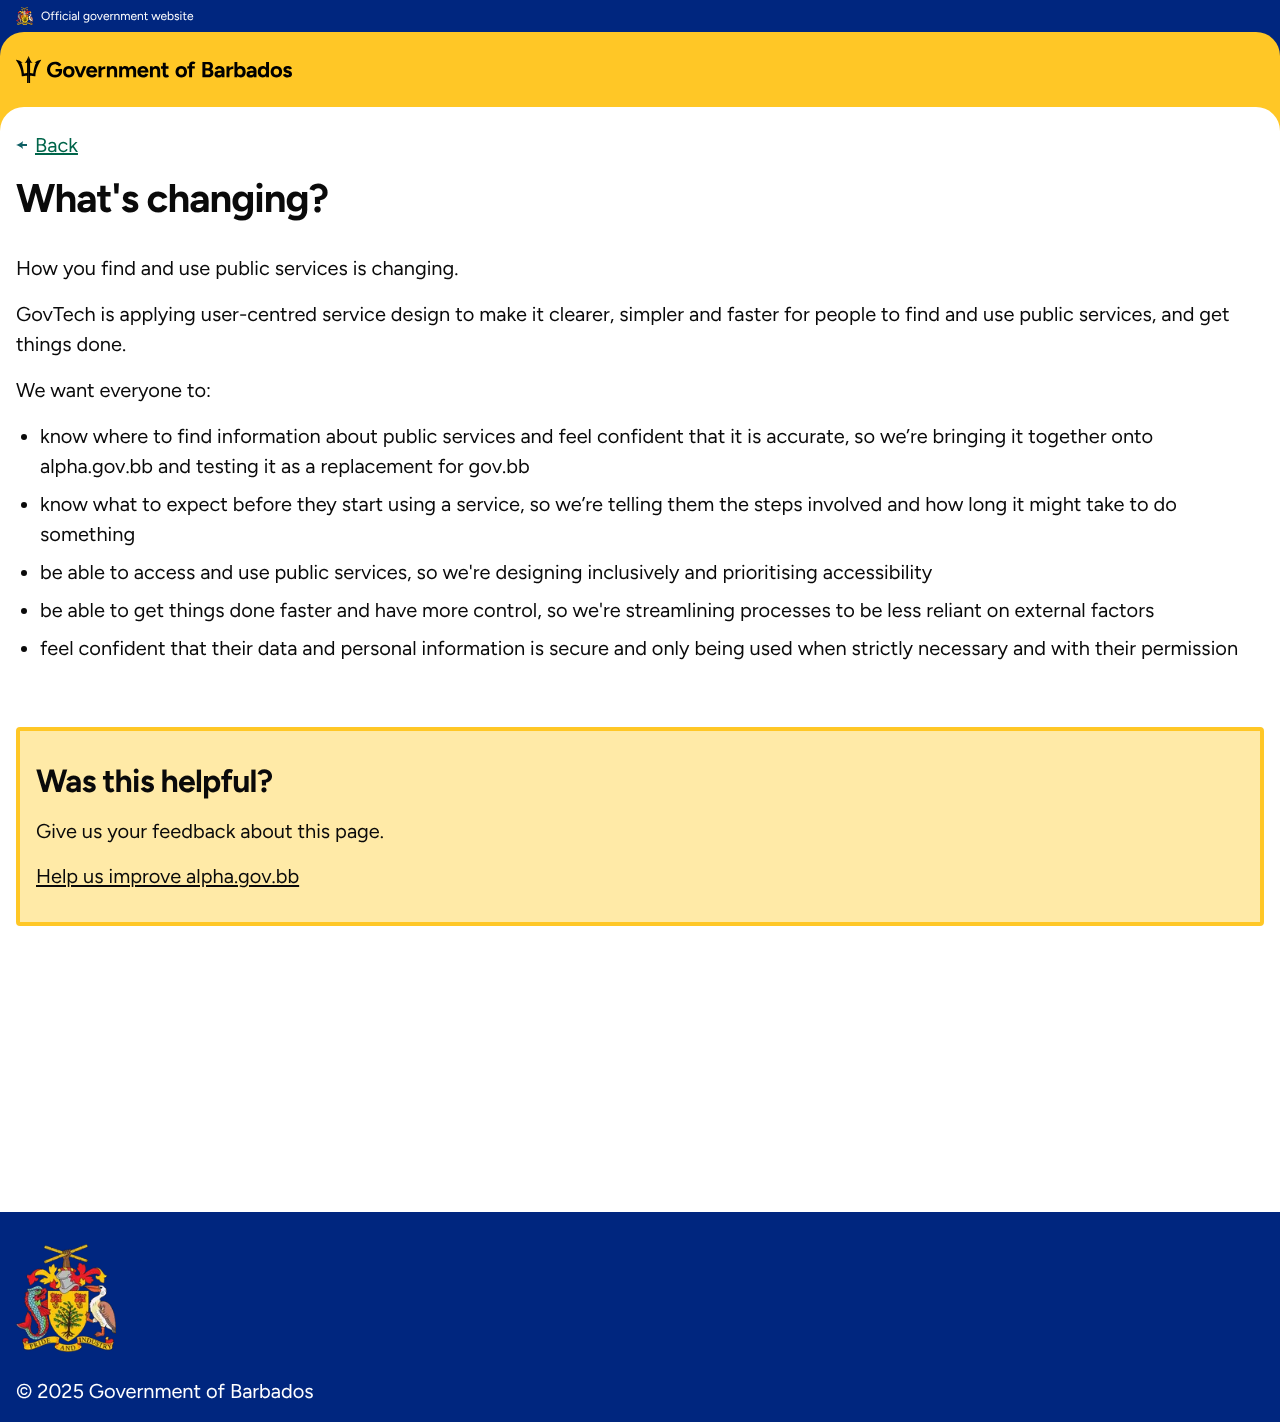 Official government website
Government of Barbados
Back
What's changing?
How you find and use public services is changing.
GovTech is applying user-centred service design to make it clearer, simpler and faster for people to find and use public services, and get
things done.
We want everyone to:
know where to find information about public services and feel confident that it is accurate, so we’re bringing it together onto
alpha.gov.bb and testing it as a replacement for gov.bb
know what to expect before they start using a service, so we’re telling them the steps involved and how long it might take to do
something
be able to access and use public services, so we're designing inclusively and prioritising accessibility
be able to get things done faster and have more control, so we're streamlining processes to be less reliant on external factors
feel confident that their data and personal information is secure and only being used when strictly necessary and with their permission
Was this helpful?
Give us your feedback about this page.
Help us improve alpha.gov.bb
PRIDE AND INDUSTRY
© 2025 Government of Barbados